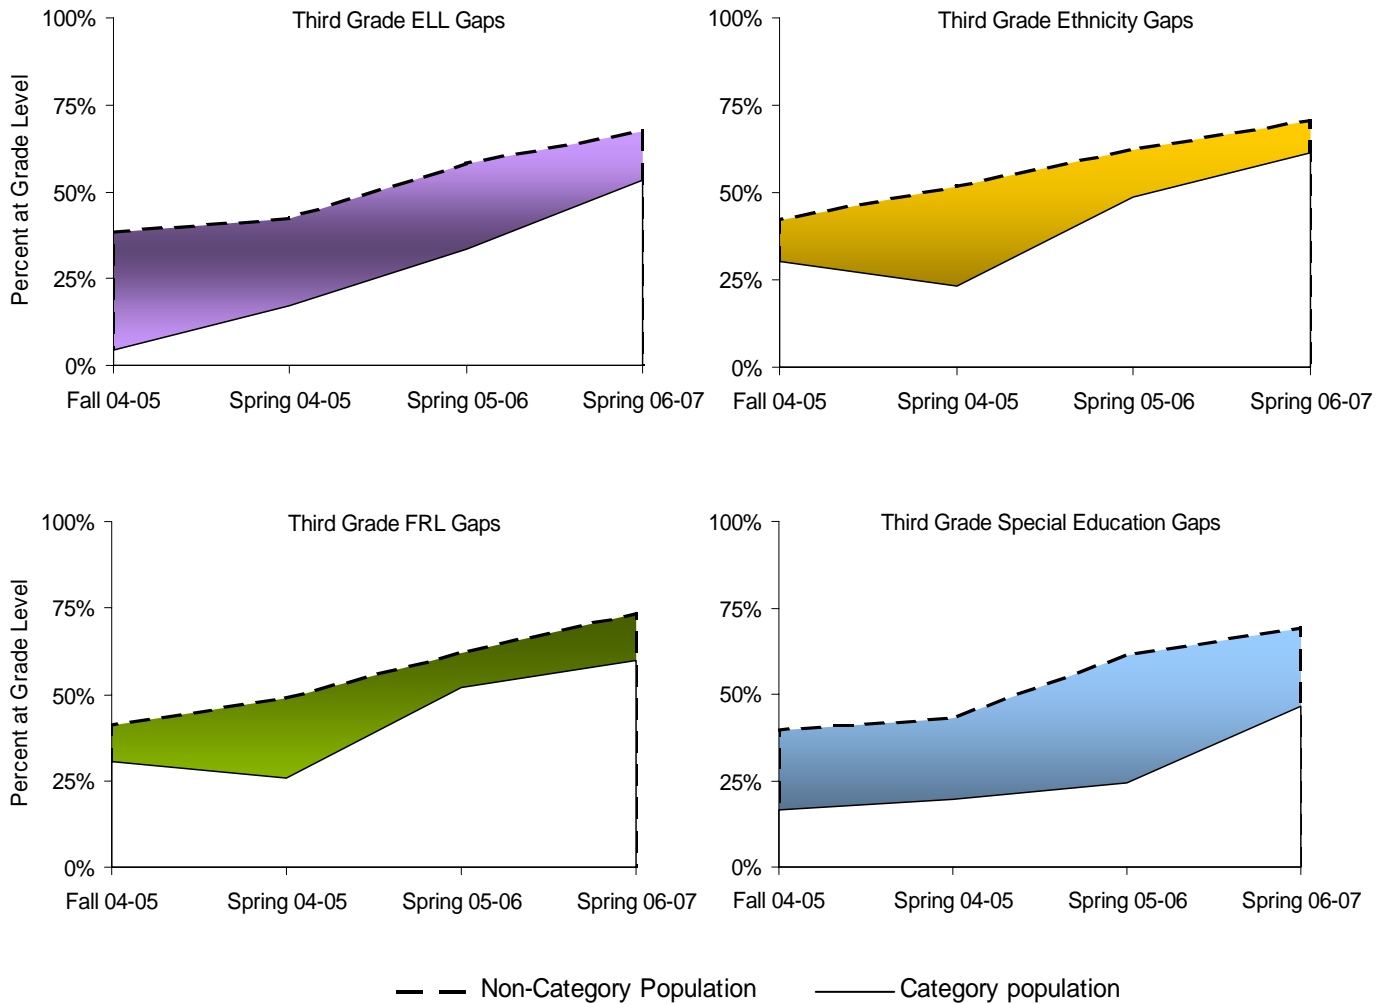 Third Grade ELL Gaps
Percent at Grade Level
100%
75%
50%
25%
0%
Fall 04-05 Spring 04-05 Spring 05-06 Spring 06-07
Third Grade Ethnicity Gaps
100%
75%
50%
25%
0%
Fall 04-05 Spring 04-05 Spring 05-06 Spring 06-07
Third Grade FRL Gaps
Percent at Grade Level
100%
75%
50%
25%
0%
Fall 04-05 Spring 04-05 Spring 05-06 Spring 06-07
Third Grade Special Education Gaps
100%
75%
50%
25%
0%
Fall 04-05 Spring 04-05 Spring 05-06 Spring 06-07
Non-Category Population Category population